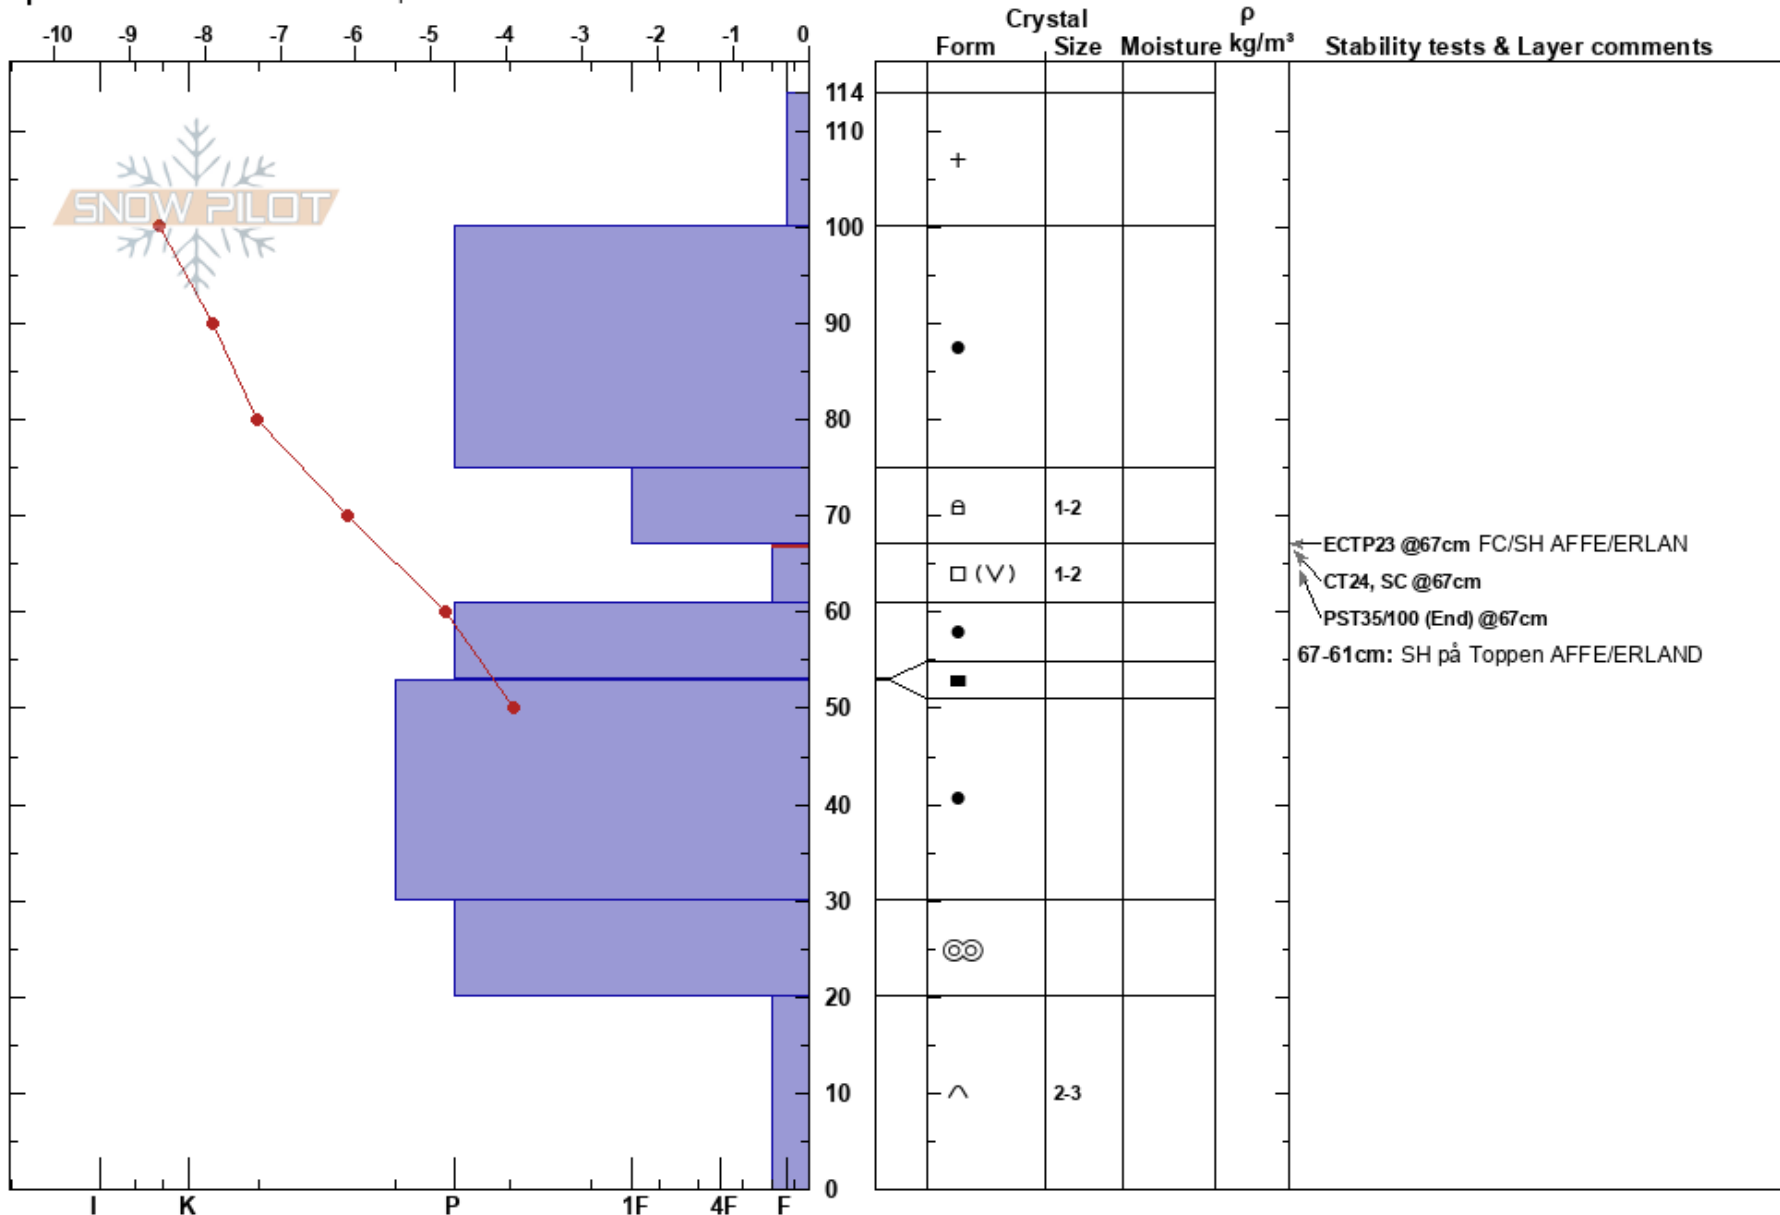 Crystal ρ
-10 -9 -8 -7 -6 -5 -4 -3 -2 -1 0
Form Size Moisture kg/m³ Stability tests & Layer comments
114
110
SNOW PILOT
100
90
80
70
1-2
ECTP23 @67cm FC/SH AFFE/ERLAN
(V) 1-2
CT24, SC @67cm
60
PST35/100 (End) @67cm
67-61cm: SH på Toppen AFFE/ERLAND
50
40
30
20
10
2-3
0
I K P 1F 4F F